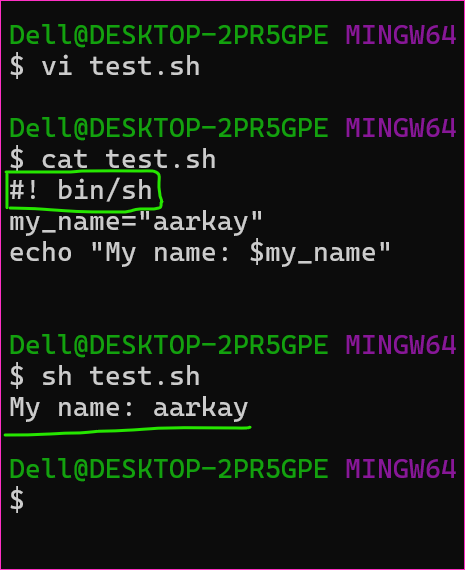 Dell@DESKTOP-2PR5GPE MINGW64
$ vi test.sh
Dell@DESKTOP-2PR5GPE MINGW64
$ cat test.sh
#! bin/sh
my_name="aarkay"
echo "My name: $my_name"
Dell@DESKTOP-2PR5GPE MINGW64
$ sh test.sh
My name: aarkay
Dell@DESKTOP-2PR5GPE MINGW64
$